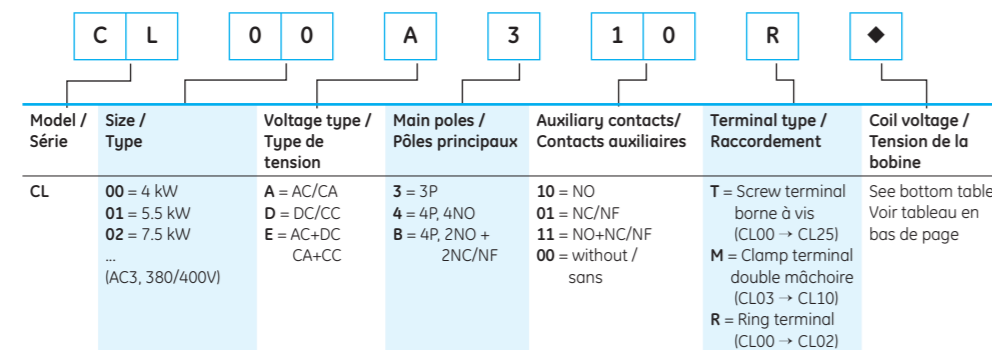 C L 0 0 A 3 1 0 R ◆
Model /
Série
Size /
Type
Voltage type /
Type de
tension
Main poles /
Pôles principaux
Auxiliary contacts/
Contacts auxiliaires
Terminal type /
Raccordement
Coil voltage /
Tension de la
bobine
CL
00 = 4 kW
01 = 5.5 kW
02 = 7.5 kW
...
(AC3, 380/400V)
A = AC/CA
D = DC/CC
E = AC+DC
CA+CC
3 = 3P
4 = 4P, 4NO
B = 4P, 2NO +
2NC/NF
10 = NO
01 = NC/NF
11 = NO+NC/NF
00 = without /
sans
T = Screw terminal
borne à vis
(CL00 → CL25)
M = Clamp terminal
double mâchoire
(CL03 → CL10)
R = Ring terminal
(CL00 → CL02)
See bottom table
Voir tableau en
bas de page